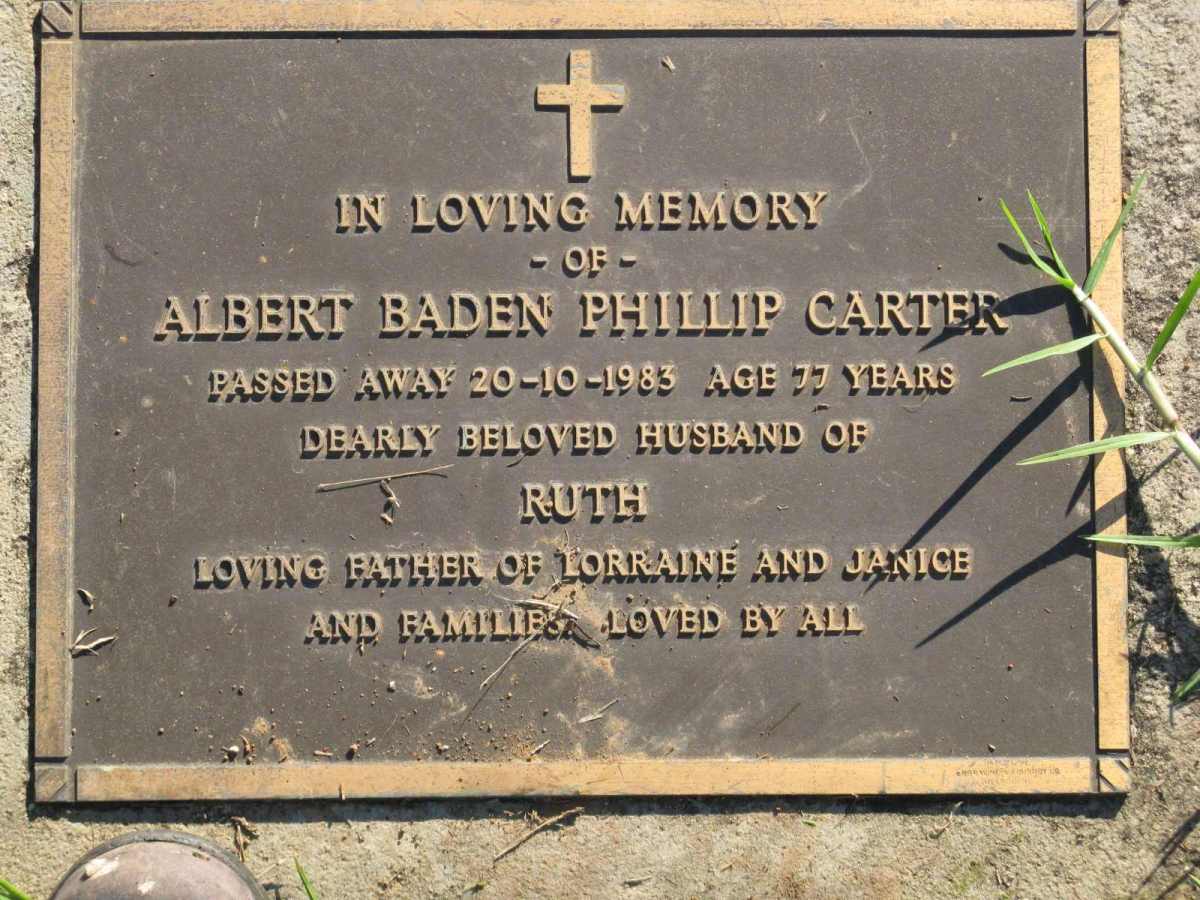 IN LOVING MEMORY
- OF -
ALBERT BADEN PHILLIP CARTER
PASSED AWAY 20-10-1983 AGE 77 YEARS
DEARLY BELOVED HUSBAND OF
RUTH
LOVING FATHER OF LORRAINE AND JANICE
AND FAMILIES. LOVED BY ALL